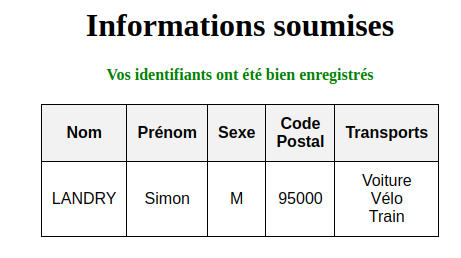 Informations soumises
Vos identifiants ont été bien enregistrés
Nom Prénom Sexe Code Postal Transports
LANDRY Simon M 95000 Voiture
Vélo
Train